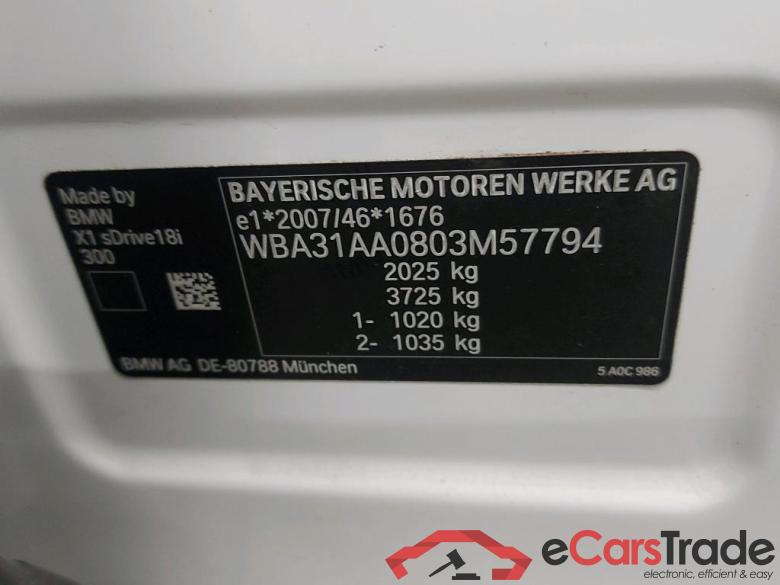 Made by
BMW
X1 sDrive18i
300
BAYERISCHE MOTOREN WERKE AG
e1*2007/46*1676
WBA31AA0803M57794
2025 kg
3725 kg
1- 1020 kg
2- 1035 kg
BMW AG DE-80788 München
5 A0C 986
eCarsTrade
electronic, efficient & easy